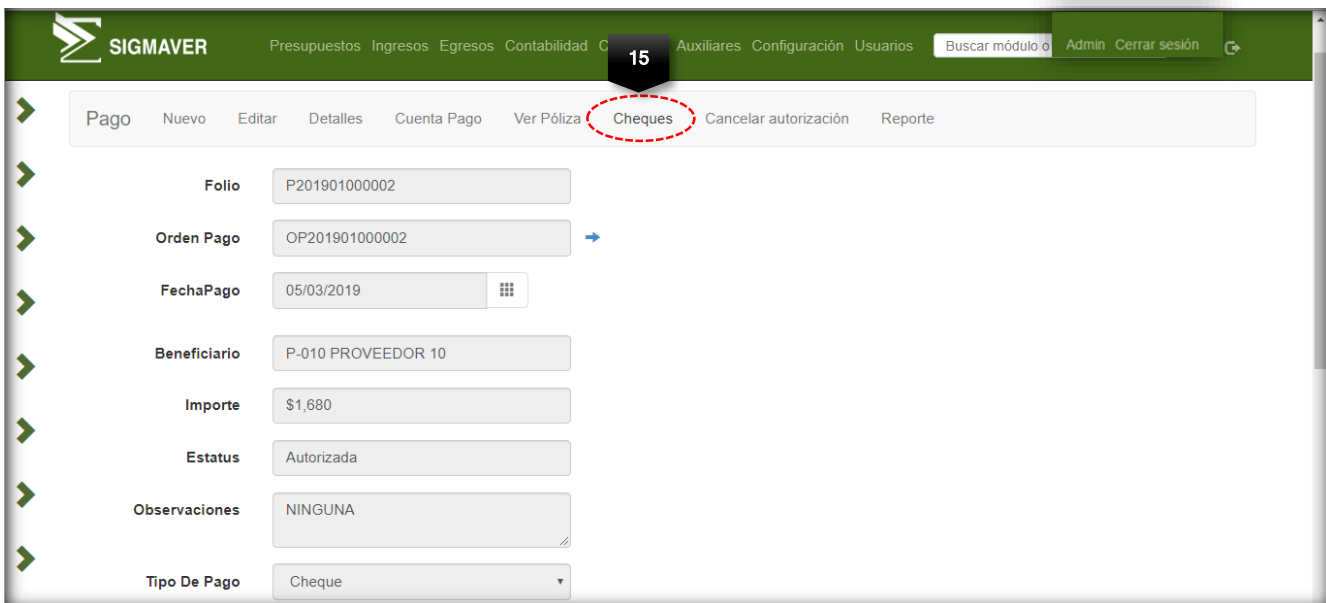 SIGMAVER
Presupuestos Ingresos Egresos Contabilidad C Auxiliares Configuración Usuarios Buscar módulo o Admin Cerrar sesión
15
Pago Nuevo Editar Detalles Cuenta Pago Ver Póliza Cheques Cancelar autorización Reporte
Folio P201901000002
Orden Pago OP201901000002
FechaPago 05/03/2019
Beneficiario P-010 PROVEEDOR 10
Importe $1,680
Estatus Autorizada
Observaciones NINGUNA
Tipo De Pago Cheque